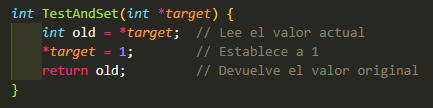 int TestAndSet(int *target) {
    int old = *target;  // Lee el valor actual
    *target = 1;        // Establece a 1
    return old;         // Devuelve el valor original
}